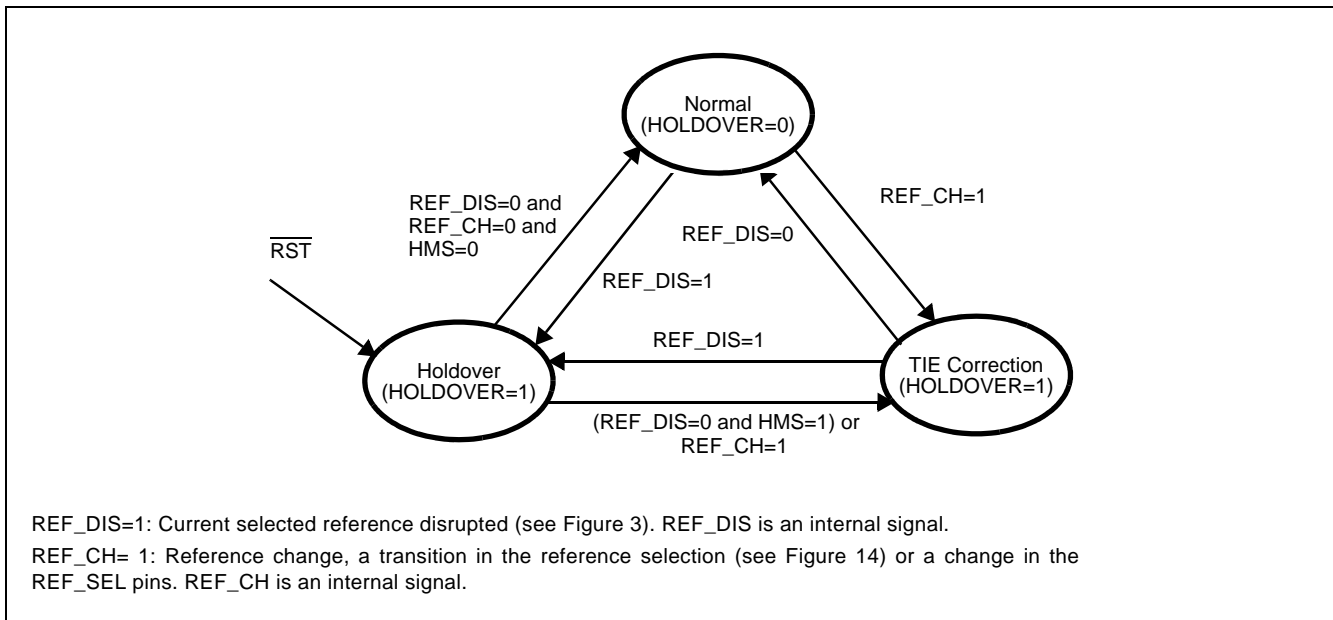 Normal
(HOLDOVER=0)
REF_DIS=0 and
REF_CH=0 and
HMS=0
REF_CH=1
REF_DIS=0
RST
REF_DIS=1
REF_DIS=1
Holdover
(HOLDOVER=1)
TIE Correction
(HOLDOVER=1)
(REF_DIS=0 and HMS=1) or
REF_CH=1
REF_DIS=1: Current selected reference disrupted (see Figure 3). REF_DIS is an internal signal.
REF_CH= 1: Reference change, a transition in the reference selection (see Figure 14) or a change in the
REF_SEL pins. REF_CH is an internal signal.